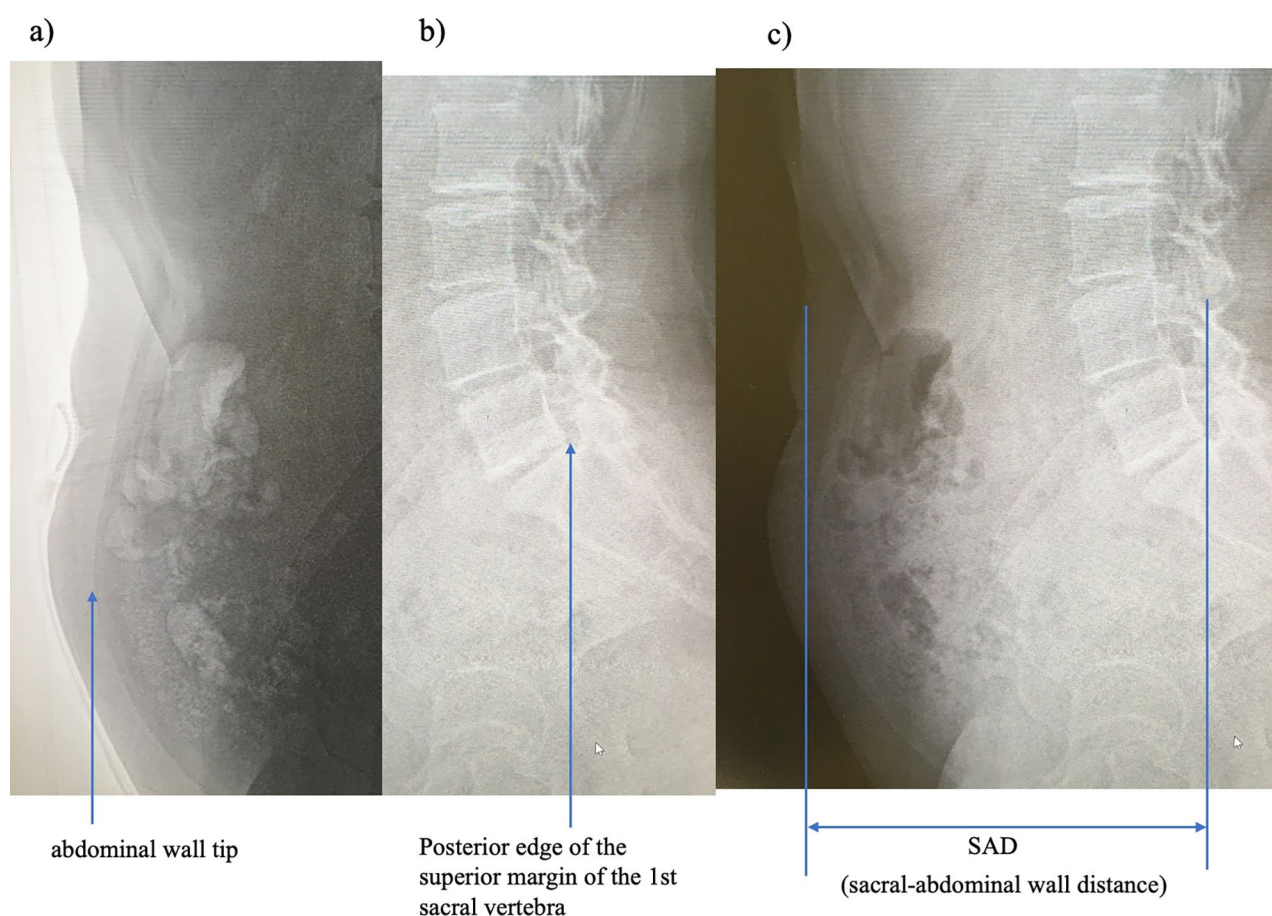 a)
b)
c)
abdominal wall tip
Posterior edge of the
superior margin of the 1st
sacral vertebra
SAD
(sacral-abdominal wall distance)